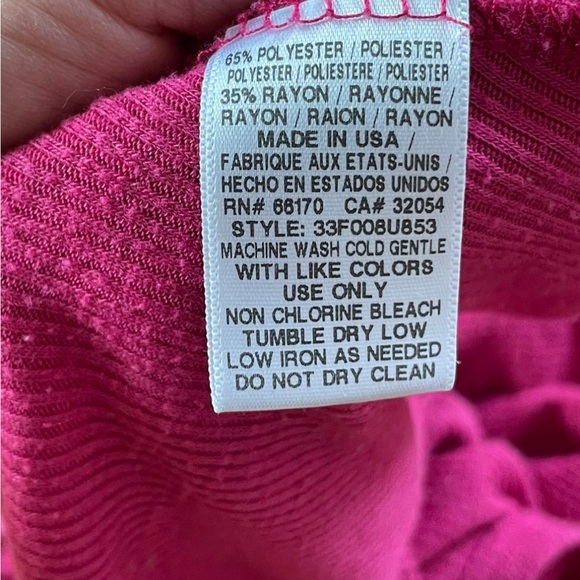 65% POLYESTER / POLIESTER /
POLYESTER / POLIESTERE / POLIESTER
35% RAYON / RAYONNE /
RAYON / RAION / RAYON
MADE IN USA /
FABRIQUE AUX ETATS-UNIS /
HECHO EN ESTADOS UNIDOS
RN# 66170 CA# 32054
STYLE: 33F008U853
MACHINE WASH COLD GENTLE
WITH LIKE COLORS
USE ONLY
NON CHLORINE BLEACH
TUMBLE DRY LOW
LOW IRON AS NEEDED
DO NOT DRY CLEAN